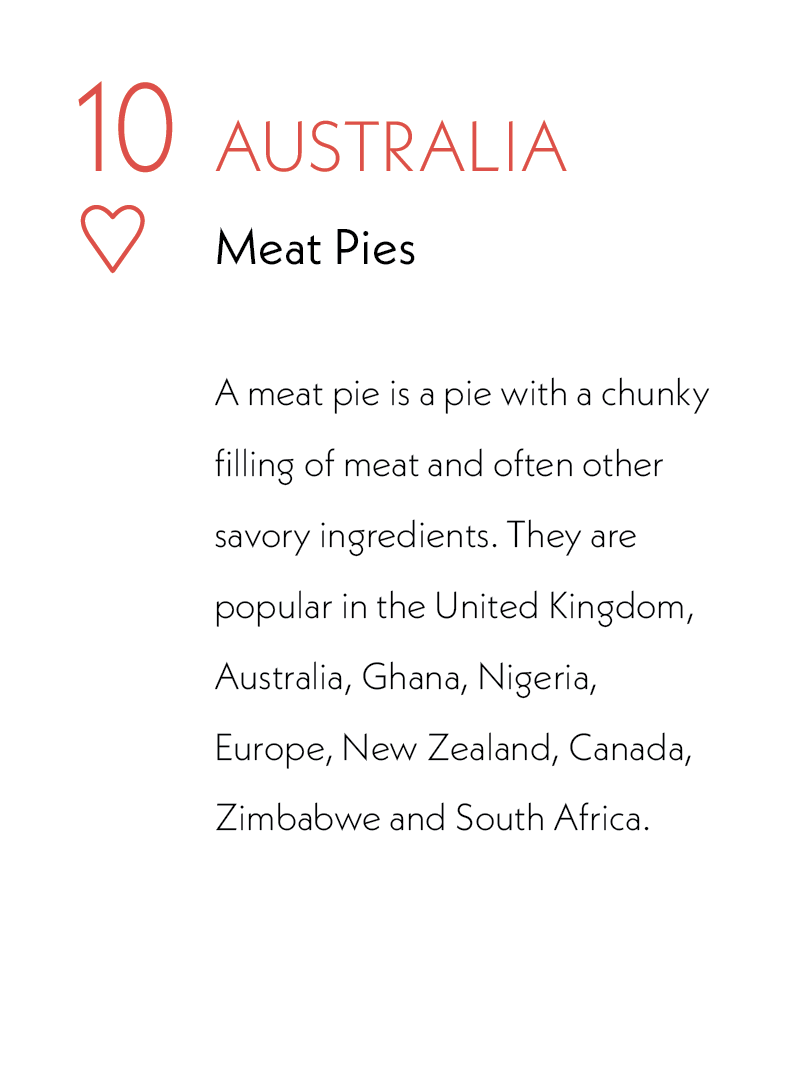 10 AUSTRALIA
Meat Pies
A meat pie is a pie with a chunky
filling of meat and often other
savory ingredients. They are
popular in the United Kingdom,
Australia, Ghana, Nigeria,
Europe, New Zealand, Canada,
Zimbabwe and South Africa.